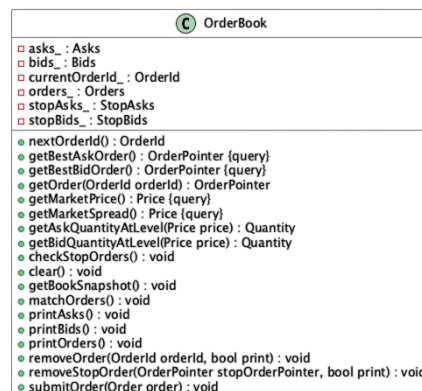 C OrderBook
asks_ : Asks
bids_ : Bids
currentOrderId_ : OrderId
orders_ : Orders
stopAsks_ : StopAsks
stopBids_ : StopBids
nextOrderId() : OrderId
getBestAskOrder() : OrderPointer {query}
getBestBidOrder() : OrderPointer {query}
getOrder(OrderId orderId) : OrderPointer
getMarketPrice() : Price {query}
getMarketSpread() : Price {query}
getAskQuantityAtLevel(Price price) : Quantity
getBidQuantityAtLevel(Price price) : Quantity
checkStopOrders() : void
clear() : void
getBookSnapshot() : void
matchOrders() : void
printAsks() : void
printBids() : void
printOrders() : void
removeOrder(OrderId orderId, bool print) : void
removeStopOrder(OrderPointer stopOrderPointer, bool print) : void
submitOrder(Order order) : void